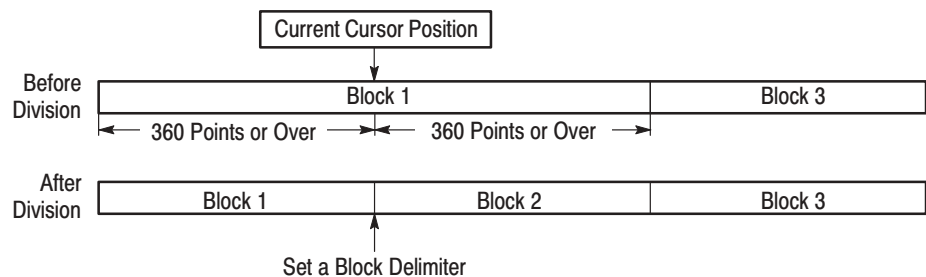 Current Cursor Position
Before
Division
Block 1
Block 3
360 Points or Over
360 Points or Over
After
Division
Block 1
Block 2
Block 3
Set a Block Delimiter